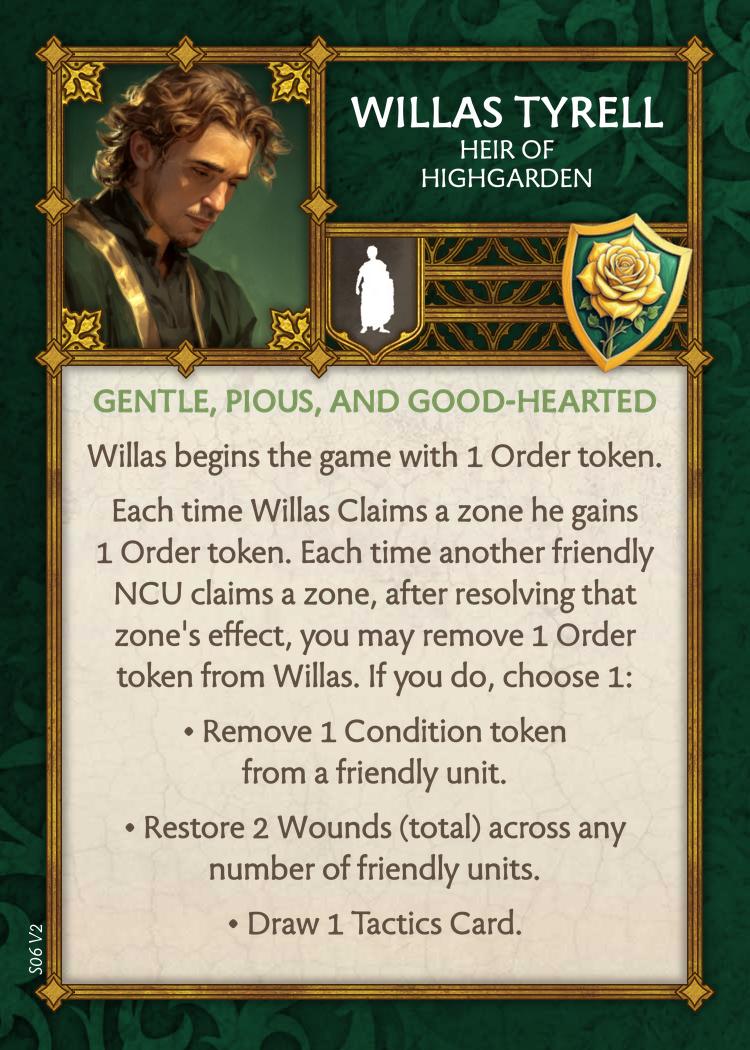 WILLAS TYRELL
HEIR OF
HIGHGARDEN
GENTLE, PIOUS, AND GOOD-HEARTED
Willas begins the game with 1 Order token.
Each time Willas Claims a zone he gains
1 Order token. Each time another friendly
NCU claims a zone, after resolving that
zone's effect, you may remove 1 Order
token from Willas. If you do, choose 1:
• Remove 1 Condition token
from a friendly unit.
• Restore 2 Wounds (total) across any
number of friendly units.
• Draw 1 Tactics Card.
S06 V2